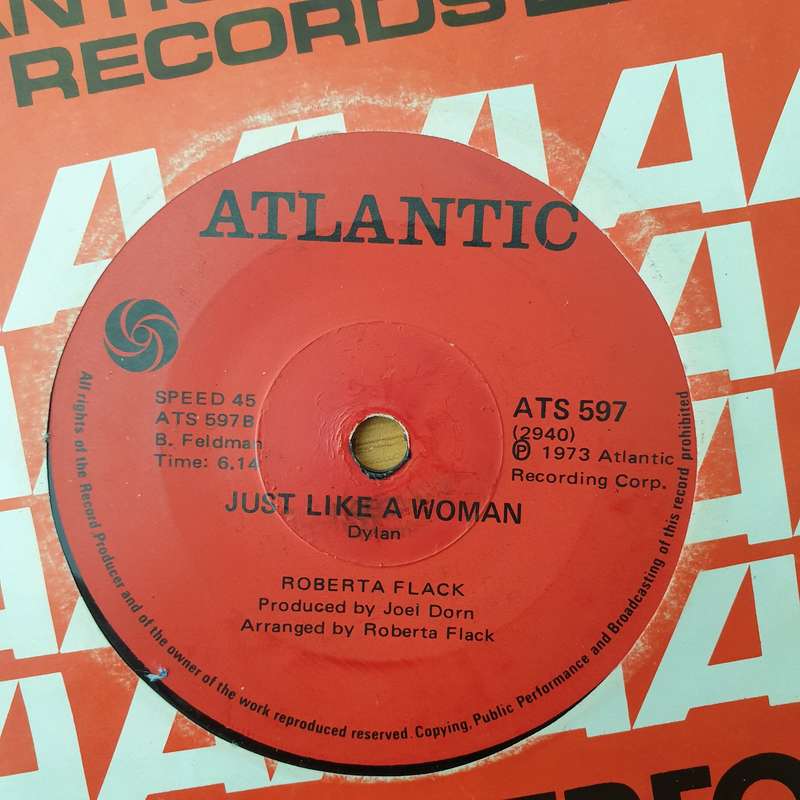 RECORDS
ATLANTIC
SPEED 45
ATS 597B
B. Feldman
Time: 6.14
ATS 597
(2940)
Ⓟ 1973 Atlantic
Recording Corp.
JUST LIKE A WOMAN
Dylan
ROBERTA FLACK
Produced by Joel Dorn
Arranged by Roberta Flack
All rights of the Record Producer and of the owner of the work reproduced reserved. Copying, Public Performance and Broadcasting of this record prohibited